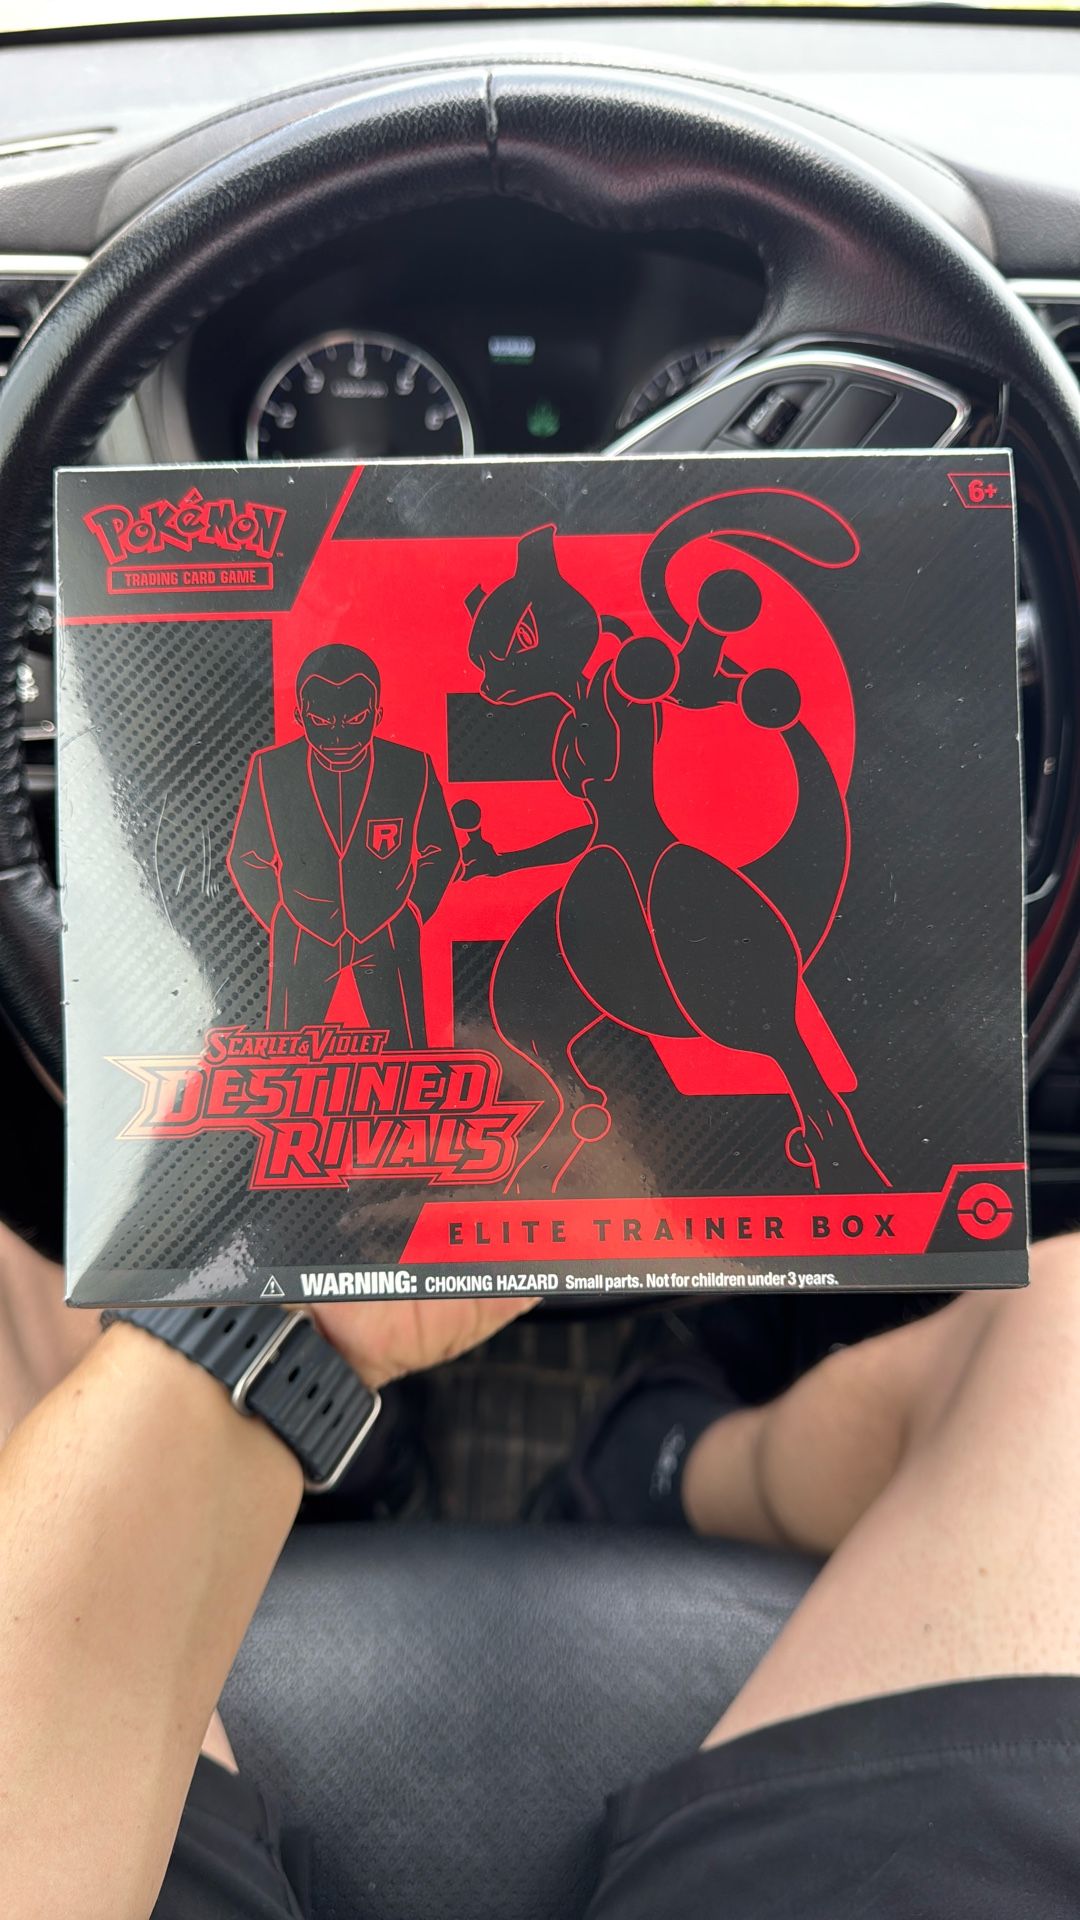 POKéMON
TRADING CARD GAME
6+
R
SCARLET & VIOLET
DESTINED
RIVALS
ELITE TRAINER BOX
WARNING: CHOKING HAZARD Small parts. Not for children under 3 years.